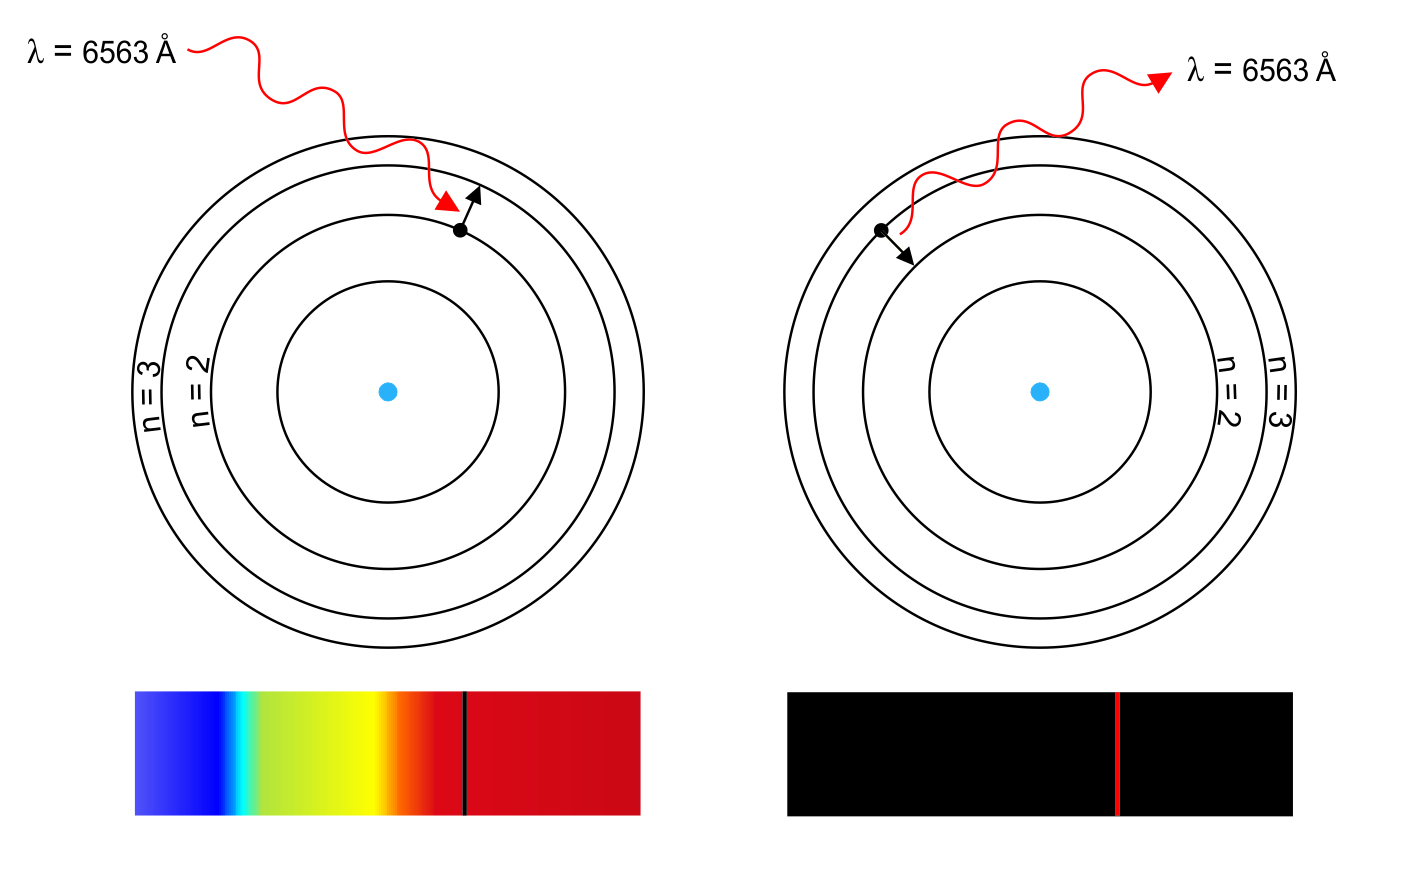 λ = 6563 Å
λ = 6563 Å
n = 3
n = 2
n = 2
n = 3